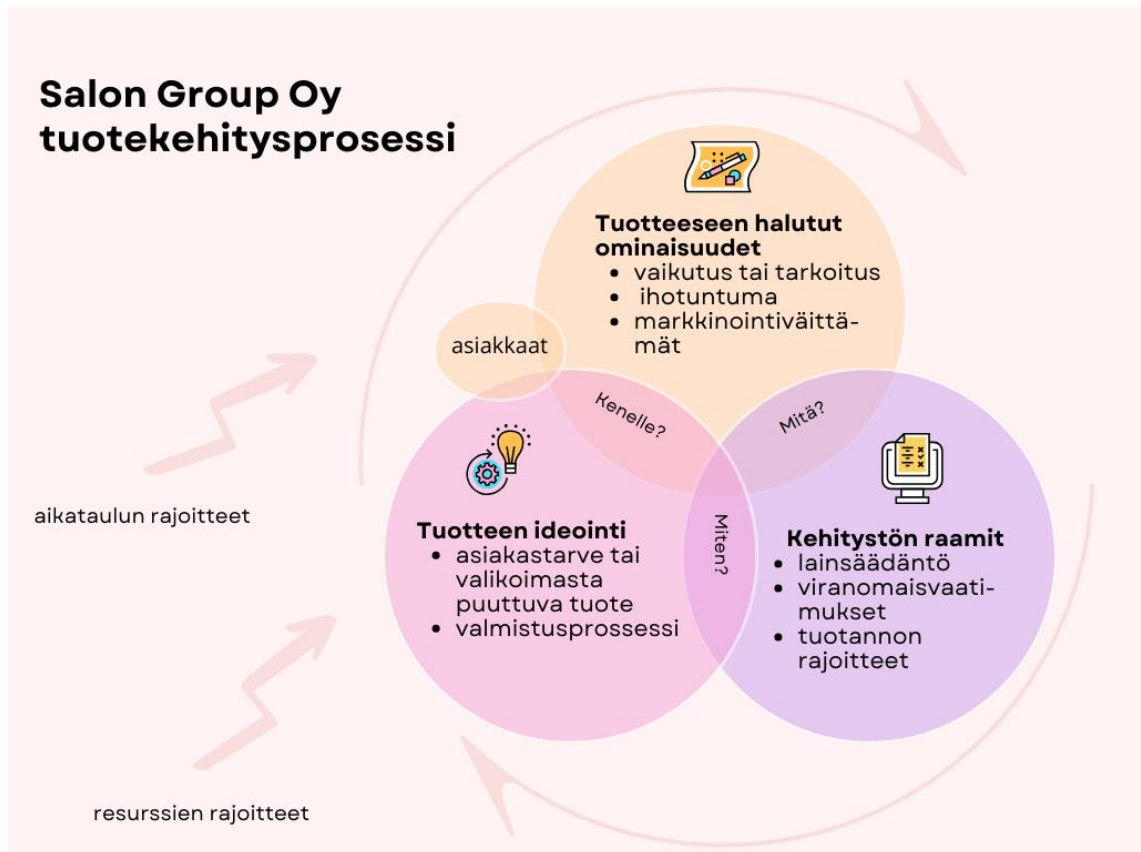 Salon Group Oy
tuotekehitysprosessi
Tuotteeseen halutut
ominaisuudet
• vaikutus tai tarkoitus
• ihotuntuma
• markkinointiväittä-
mät
asiakkaat
Kenelle?
Mitä?
Miten?
Tuotteen ideointi
• asiakastarve tai
valikoimasta
puuttuva tuote
• valmistusprossessi
Kehitystön raamit
• lainsäädäntö
• viranomaisvaati-
mukset
• tuotannon
rajoitteet
aikataulun rajoitteet
resurssien rajoitteet